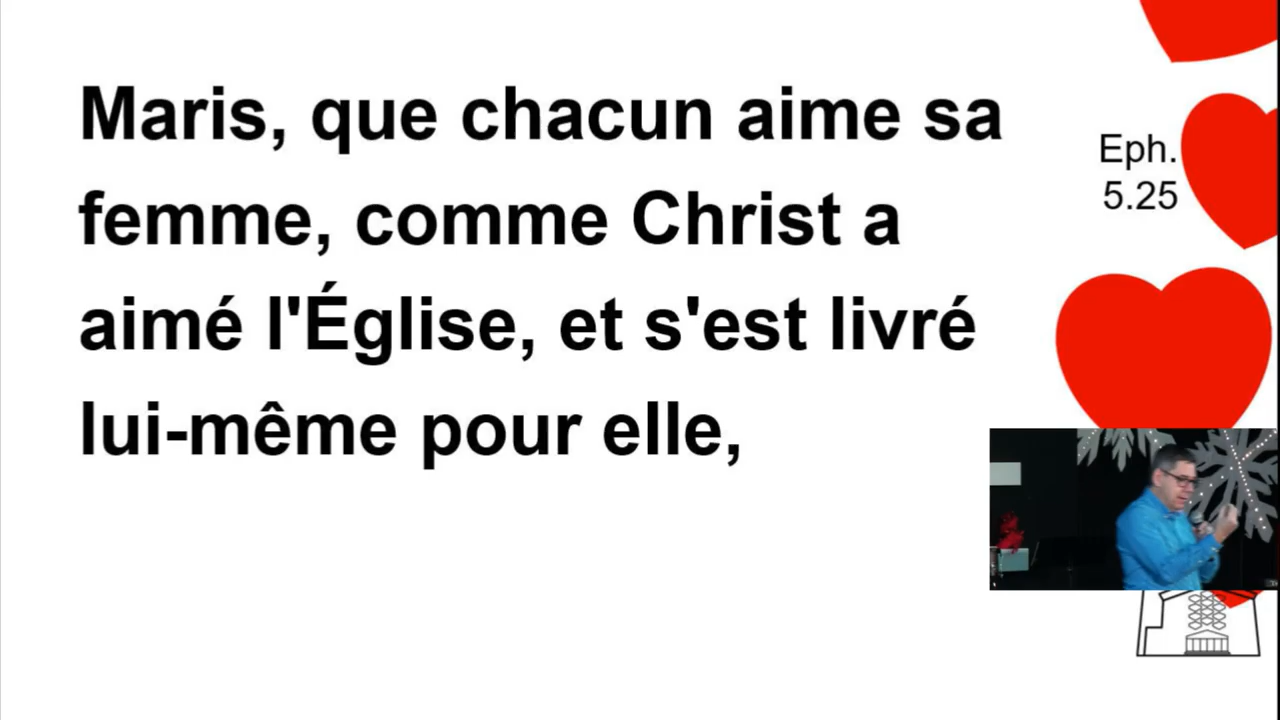 Maris, que chacun aime sa
femme, comme Christ a
aimé l'Église, et s'est livré
lui-même pour elle,
Eph.
5.25